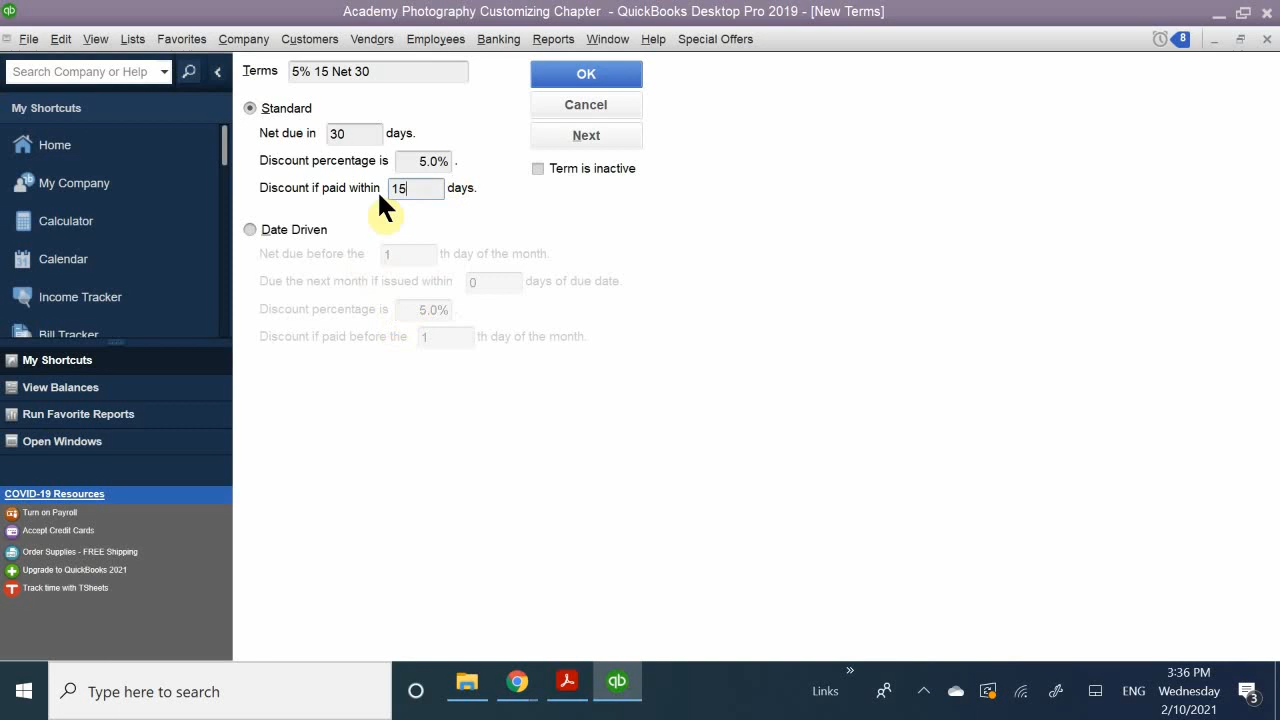 Academy Photography Customizing Chapter - QuickBooks Desktop Pro 2019 - [New Terms]
File Edit View Lists Favorites Company Customers Vendors Employees Banking Reports Window Help Special Offers 8
Search Company or Help
My Shortcuts
Home
My Company
Calculator
Calendar
Income Tracker
Bill Tracker
My Shortcuts
View Balances
Run Favorite Reports
Open Windows
COVID-19 Resources
Turn on Payroll
Accept Credit Cards
Order Supplies - FREE Shipping
Upgrade to QuickBooks 2021
Track time with TSheets
Terms 5% 15 Net 30
Standard
Net due in 30 days.
Discount percentage is 5.0% .
Discount if paid within 15 days.
Date Driven
Net due before the 1 th day of the month.
Due the next month if issued within 0 days of due date.
Discount percentage is 5.0% .
Discount if paid before the 1 th day of the month.
OK
Cancel
Next
Term is inactive
Type here to search
qb
Links
ENG
3:36 PM
Wednesday
2/10/2021
3